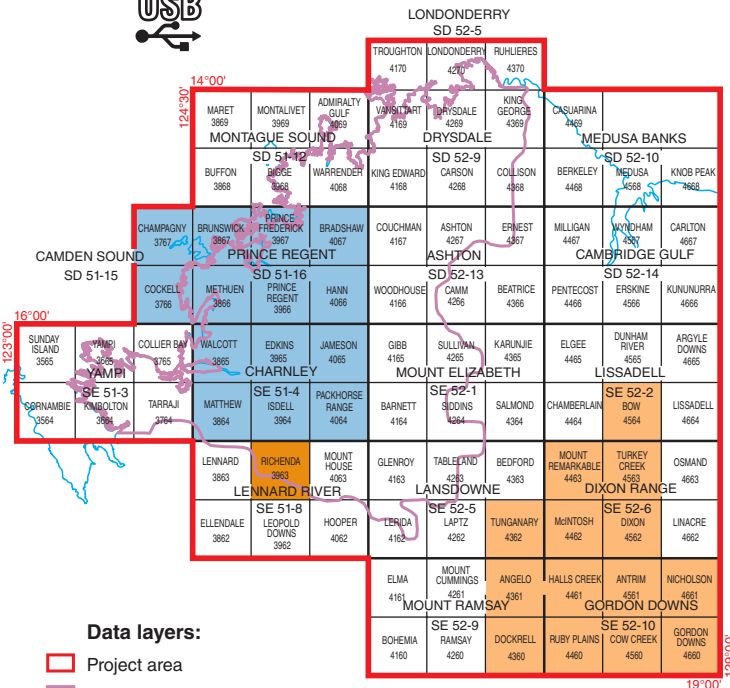 USB
LONDONDERRY
SD 52-5
TROUGHTON LONDONDERRY RUHLIERES
4170 4270 4370
14°00'
124°30'
MARET MONTALIVET ADMIRALTY GULF VANSITTART DRYSDALE KING GEORGE CASUARINA
3869 3969 4069 4169 4269 4369 4469
MONTAGUE SOUND DRYSDALE MEDUSA BANKS
SD 51-12 SD 52-9 SD 52-10
BUFFON BIGGE WARRENDER KING EDWARD CARSON COLLISON BERKELEY MEDUSA KNOB PEAK
3868 3968 4068 4168 4268 4368 4468 4568 4668
CHAMPAGNY BRUNSWICK PRINCE FREDERICK BRADSHAW COUCHMAN ASHTON ERNEST MILLIGAN WYNDHAM CARLTON
3767 3867 3967 4067 4167 4267 4367 4467 4567 4667
CAMDEN SOUND PRINCE REGENT ASHTON CAMBRIDGE GULF
SD 51-15 SD 51-16 SD 52-13 SD 52-14
COCKELL METHUEN PRINCE REGENT HANN WOODHOUSE CAMM BEATRICE PENTECOST ERSKINE KUNUNURRA
3766 3866 3966 4066 4166 4266 4366 4466 4566 4666
16°00'
123°00'
SUNDAY ISLAND YAMPI COLLIER BAY WALCOTT EDKINS JAMESON GIBB SULLIVAN KARUNJIE ELGEE DUNHAM RIVER ARGYLE DOWNS
3565 3665 3765 3865 3965 4065 4165 4265 4365 4465 4565 4665
YAMPI CHARNLEY MOUNT ELIZABETH LISSADELL
SE 51-3 SE 51-4 SE 52-1 SE 52-2
CORNAMBIE KIMBOLTON TARRAJI MATTHEW ISDELL PACKHORSE RANGE BARNETT SIDDINS SALMOND CHAMBERLAIN BOW LISSADELL
3564 3664 3764 3864 3964 4064 4164 4264 4364 4464 4564 4664
LENNARD RICHENDA MOUNT HOUSE GLENROY TABLELAND BEDFORD MOUNT REMARKABLE TURKEY CREEK OSMAND
3863 3963 4063 4163 4263 4363 4463 4563 4663
LENNARD RIVER LANSDOWNE DIXON RANGE
SE 51-8 SE 52-5 SE 52-6
ELLENDALE LEOPOLD DOWNS HOOPER LERIDA LAPTZ TUNGANARY McINTOSH DIXON LINACRE
3862 3962 4062 4162 4262 4362 4462 4562 4662
ELMA MOUNT CUMMINGS ANGELO HALLS CREEK ANTRIM NICHOLSON
4161 4261 4361 4461 4561 4661
MOUNT RAMSAY GORDON DOWNS
SE 52-9 SE 52-10
BOHEMIA RAMSAY DOCKRELL RUBY PLAINS COW CREEK GORDON DOWNS
4160 4260 4360 4460 4560 4660
129°00'
19°00'
Data layers:
Project area